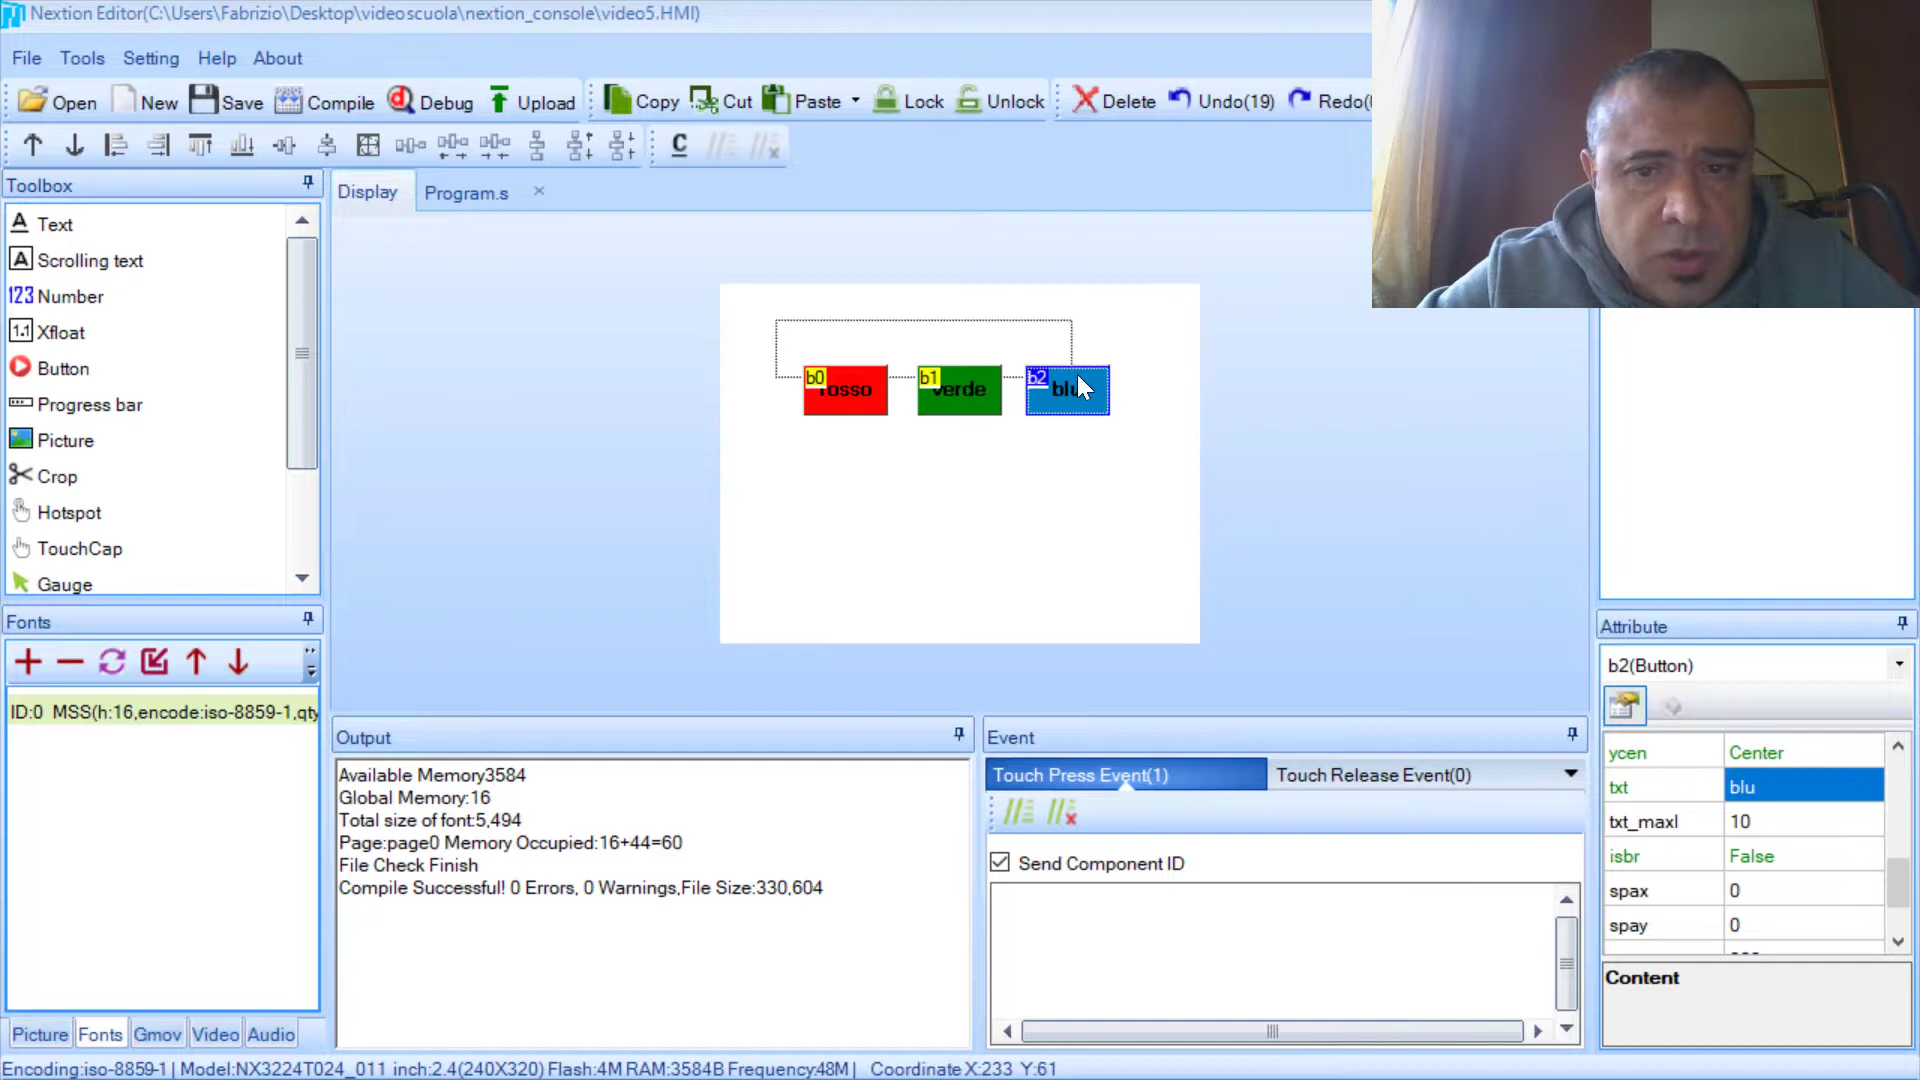 Nextion Editor(C:\Users\Fabrizio\Desktop\videoscuola\nextion_console\video5.HMI)
File Tools Setting Help About
Open New Save Compile Debug Upload Copy Cut Paste Lock Unlock Delete Undo(19) Redo(
C
Toolbox
Display Program.s
Text
Scrolling text
123 Number
1.1 Xfloat
Button
Progress bar
Picture
Crop
Hotspot
TouchCap
Gauge
b0 rosso
b1 verde
b2 blu
Fonts
ID:0 MSS(h:16,encode:iso-8859-1,qty
Picture Fonts Gmov Video Audio
Output
Available Memory3584
Global Memory:16
Total size of font:5,494
Page:page0 Memory Occupied:16+44=60
File Check Finish
Compile Successful! 0 Errors, 0 Warnings,File Size:330,604
Event
Touch Press Event(1) Touch Release Event(0)
Send Component ID
Attribute
b2(Button)
ycen Center
txt blu
txt_maxl 10
isbr False
spax 0
spay 0
Content
Encoding:iso-8859-1 | Model:NX3224T024_011 inch:2.4(240X320) Flash:4M RAM:3584B Frequency:48M | Coordinate X:233 Y:61